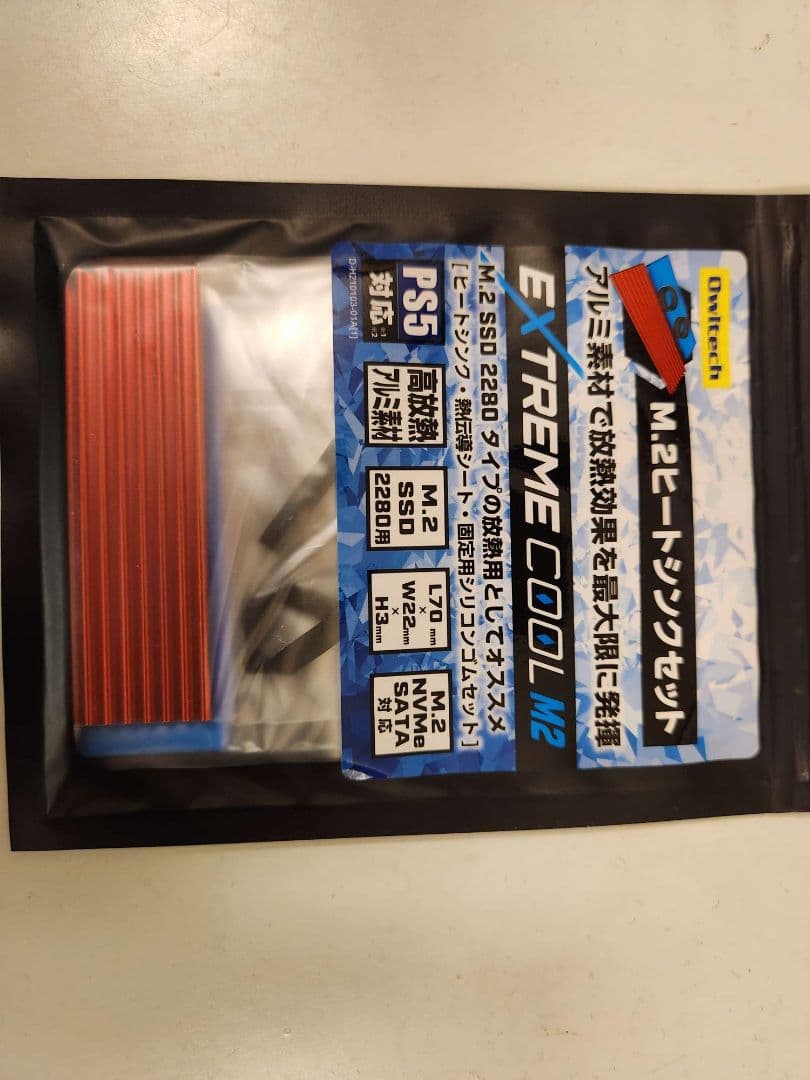 Owltech
M.2ヒートシンクセット
アルミ素材で放熱効果を最大限に発揮
EXTREME COOL M2
M.2 SSD 2280 タイプの放熱用としてオススメ
[ヒートシンク・熱伝導シート・固定用シリコンゴムセット]
PS5
対応※1※2
高放熱
アルミ素材
M.2
SSD
2280用
L70mm
×
W22mm
×
H3mm
M.2
NVMe
SATA
対応
D-H210103-01A[1]